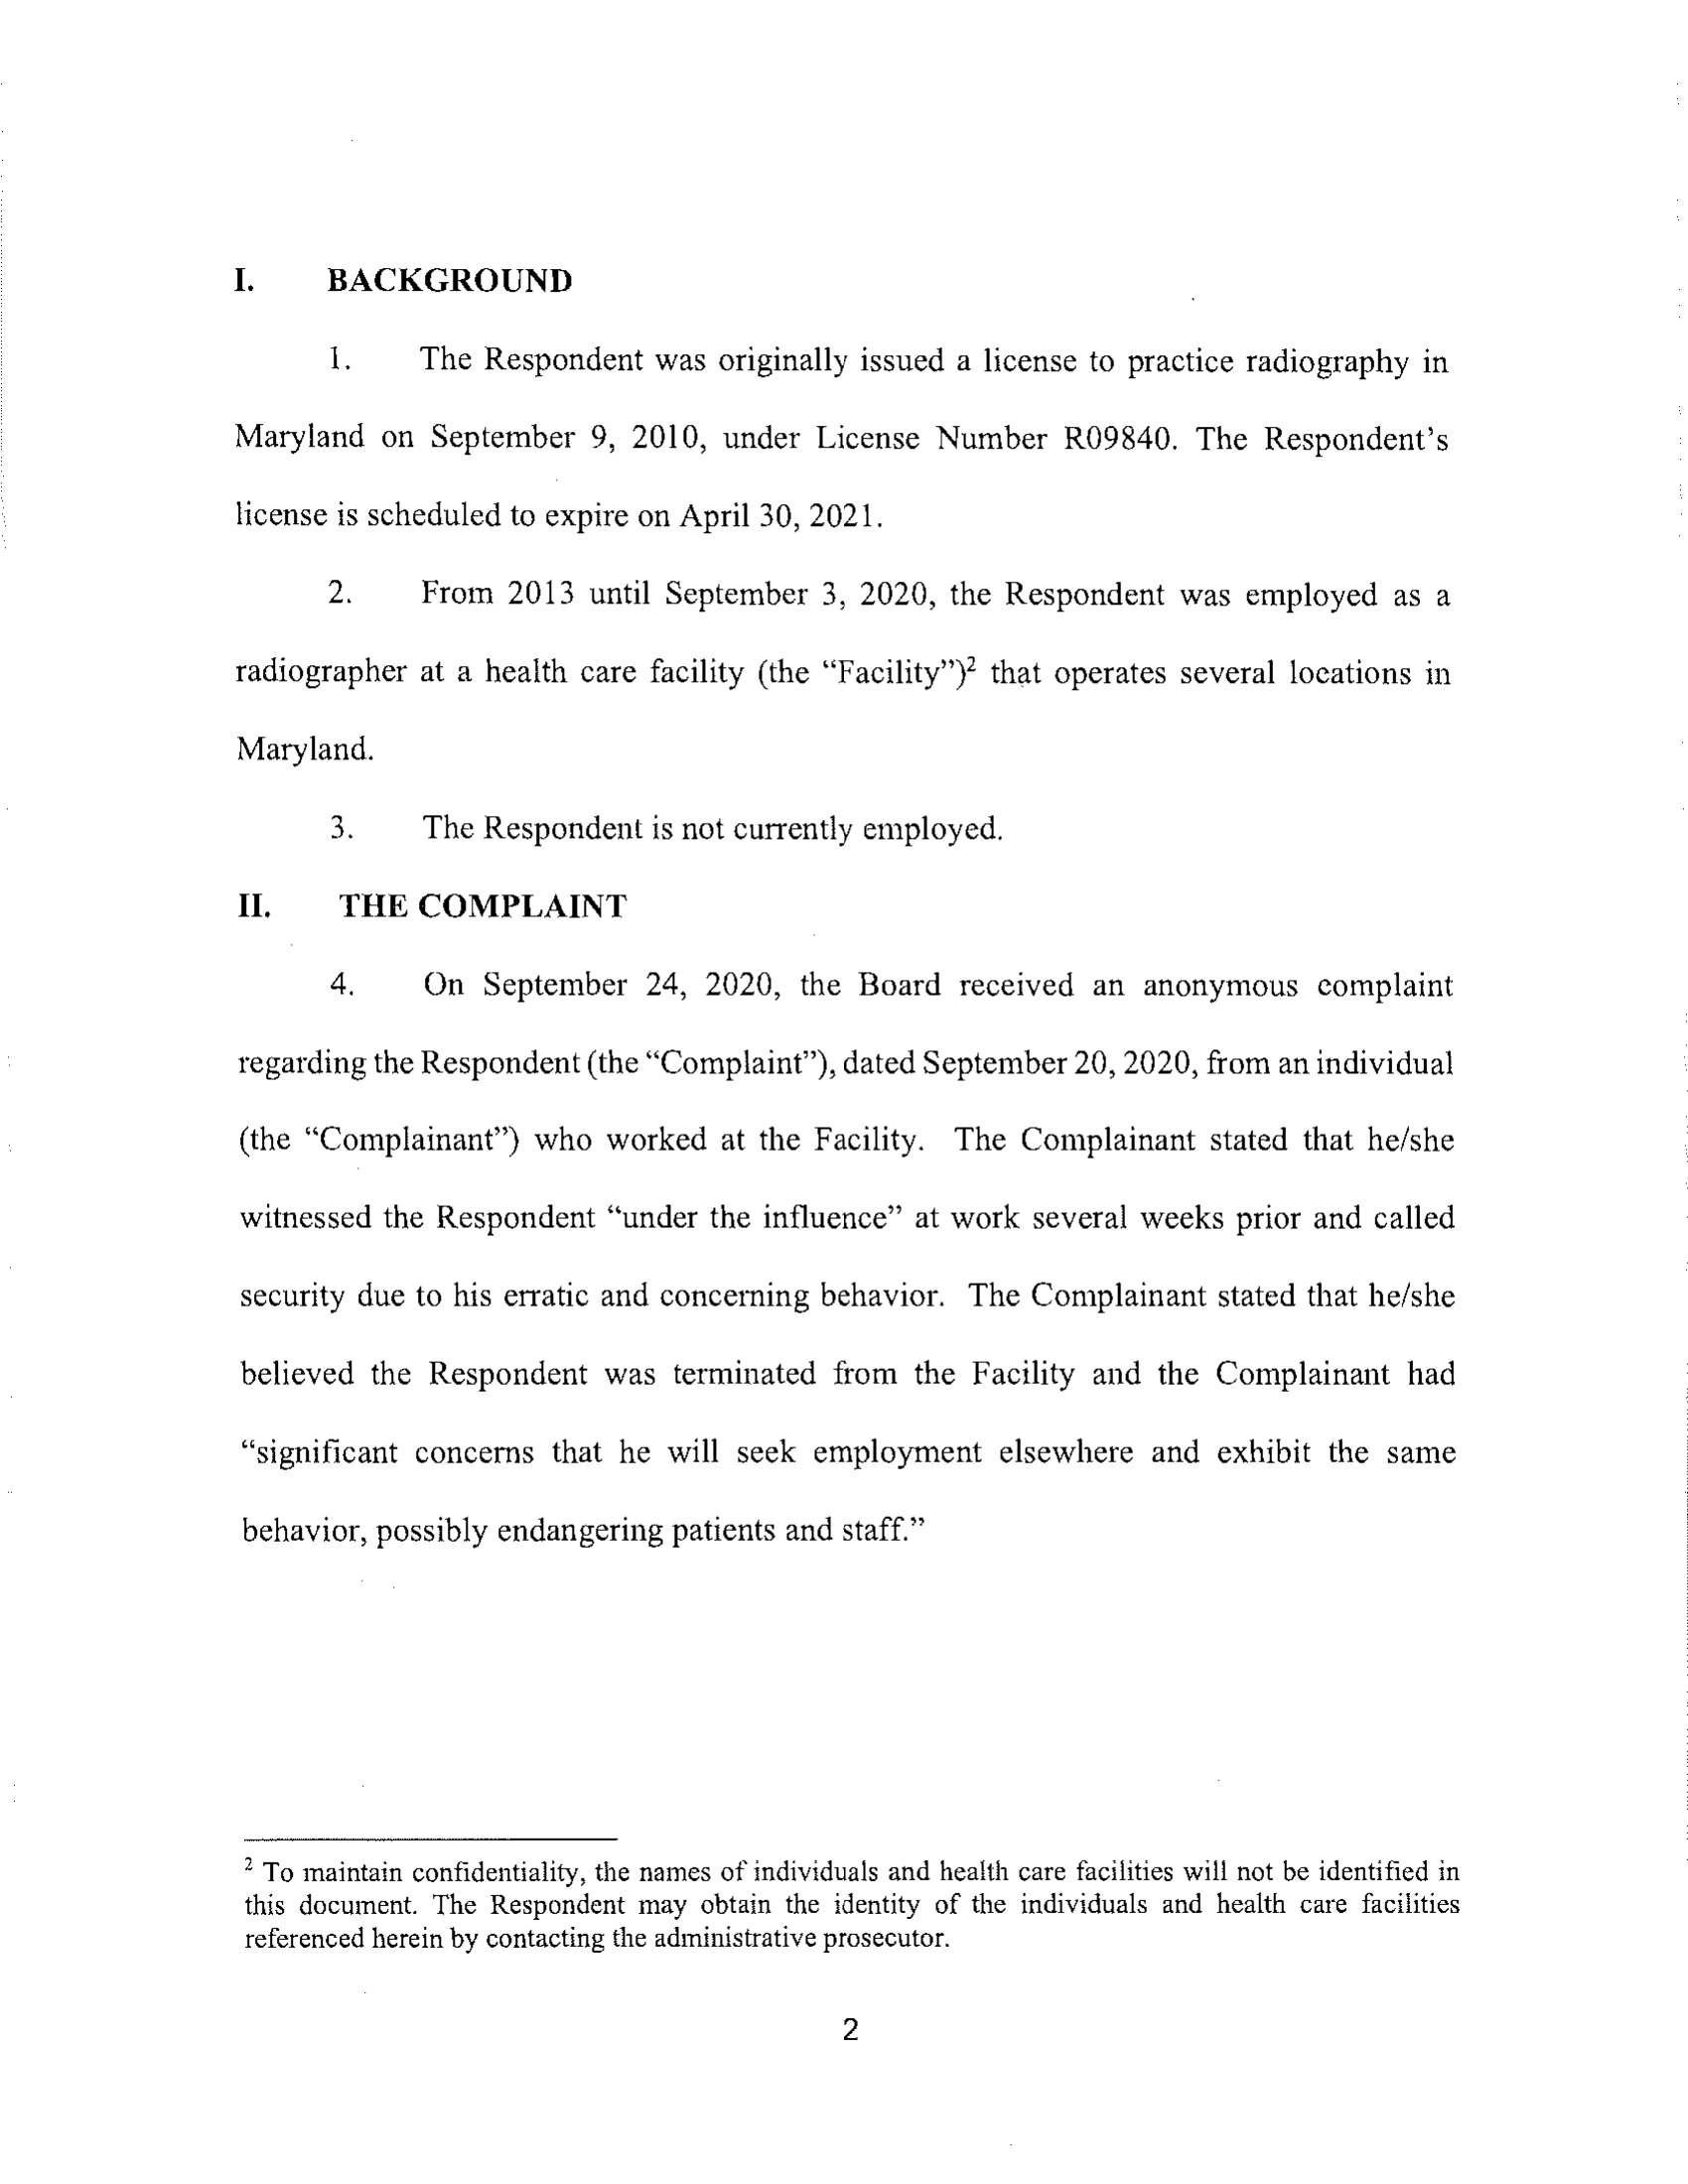 I. BACKGROUND
1. The Respondent was originally issued a license to practice radiography in
Maryland on September 9, 2010, under License Number R09840. The Respondent's
license is scheduled to expire on April 30, 2021.
2. From 2013 until September 3, 2020, the Respondent was employed as a
radiographer at a health care facility (the “Facility”)² that operates several locations in
Maryland.
3. The Respondent is not currently employed.
II. THE COMPLAINT
4. On September 24, 2020, the Board received an anonymous complaint
regarding the Respondent (the “Complaint”), dated September 20, 2020, from an individual
(the “Complainant”) who worked at the Facility. The Complainant stated that he/she
witnessed the Respondent “under the influence” at work several weeks prior and called
security due to his erratic and concerning behavior. The Complainant stated that he/she
believed the Respondent was terminated from the Facility and the Complainant had
“significant concerns that he will seek employment elsewhere and exhibit the same
behavior, possibly endangering patients and staff.”
² To maintain confidentiality, the names of individuals and health care facilities will not be identified in
this document. The Respondent may obtain the identity of the individuals and health care facilities
referenced herein by contacting the administrative prosecutor.
2